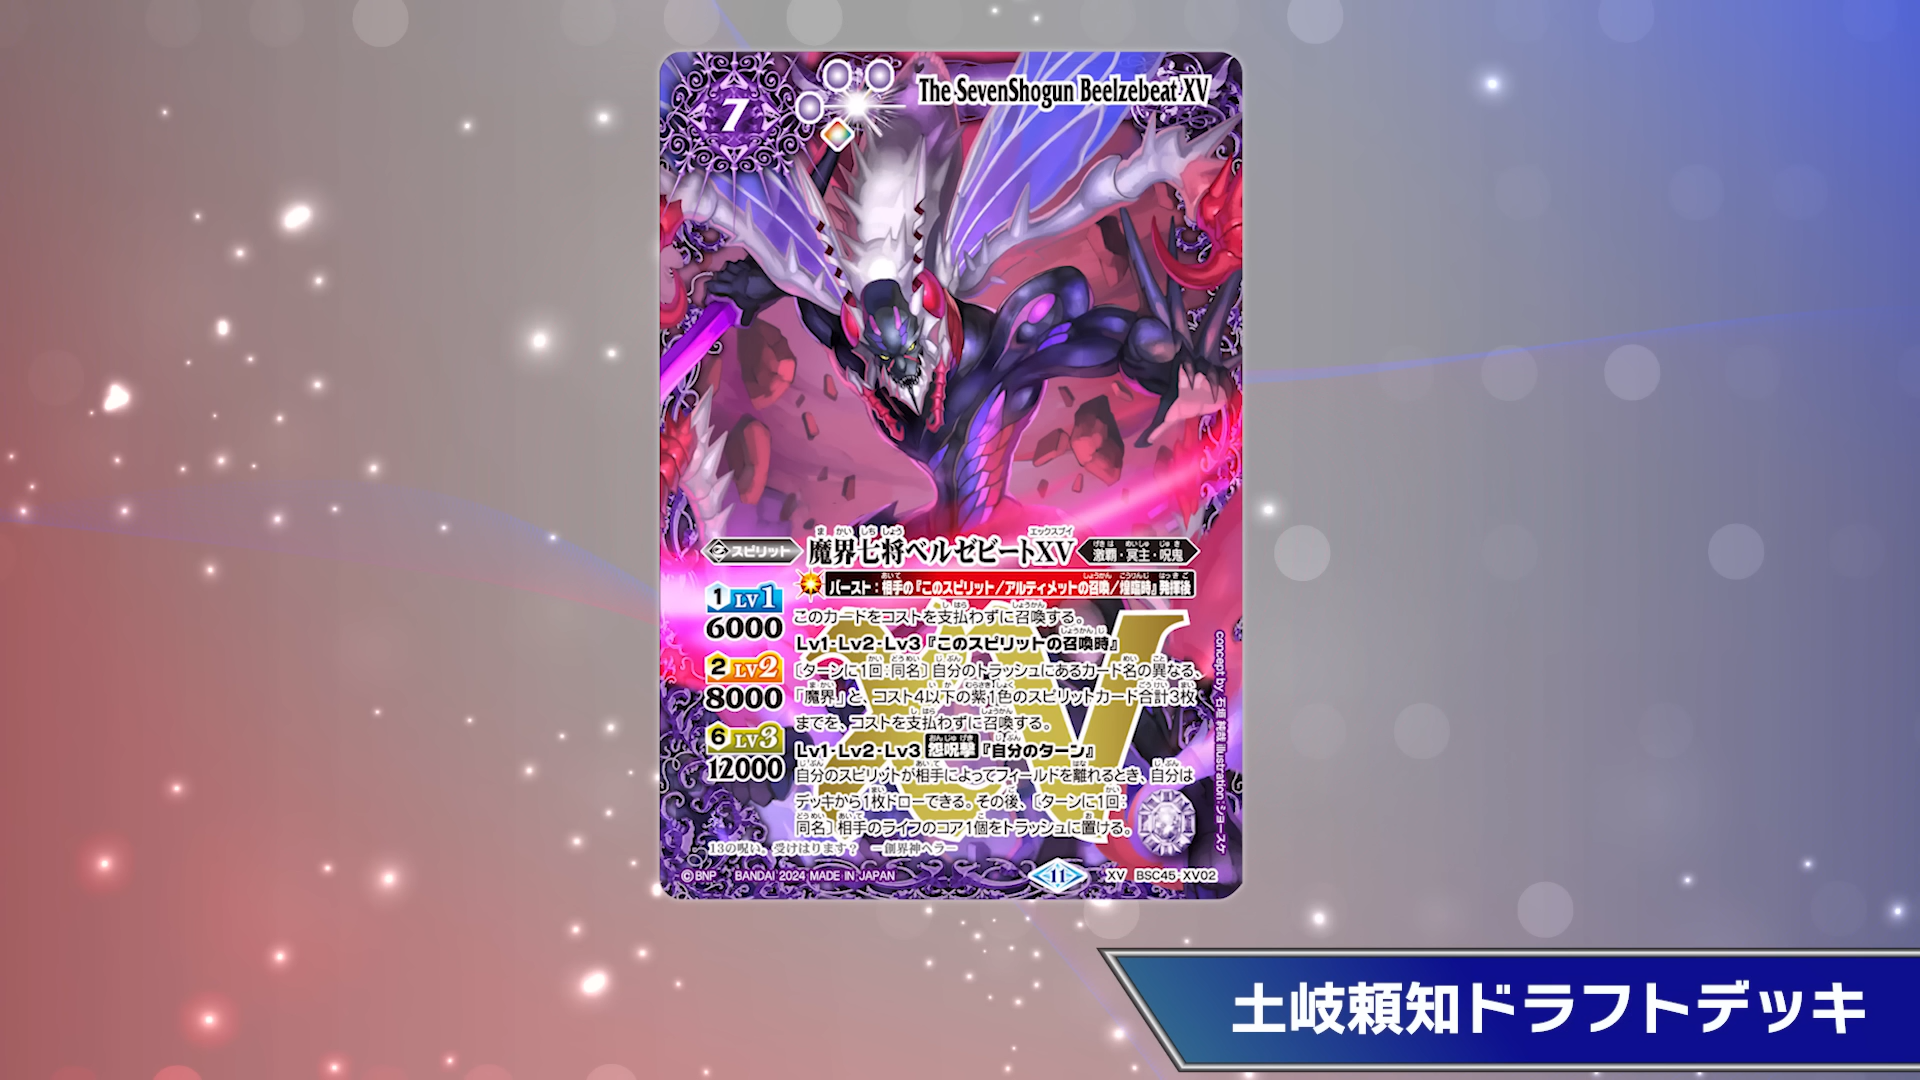 7
The SevenShogun Beelzebeat XV
スピリット 魔界七将ベルゼビートXV 激覇・冥主・呪鬼
バースト：相手の『このスピリット／アルティメットの召喚／煌臨時』発揮後
このカードをコストを支払わずに召喚する。
Lv1・Lv2・Lv3『このスピリットの召喚時』
〔ターンに1回：同名〕自分のトラッシュにあるカード名の異なる、
「魔界」と、コスト4以下の紫1色のスピリットカード合計3枚
までを、コストを支払わずに召喚する。
Lv1・Lv2・Lv3 怨呪撃『自分のターン』
自分のスピリットが相手によってフィールドを離れるとき、自分は
デッキから1枚ドローできる。その後、〔ターンに1回：
同名〕相手のライフのコア1個をトラッシュに置ける。
1 LV1
6000
2 LV2
8000
6 LV3
12000
13の呪い。受けはります？ ー創界神ヘラー
©BNP BANDAI 2024 MADE IN JAPAN
11
XV BSC45-XV02
illustration：ショースケ
土岐頼知ドラフトデッキ